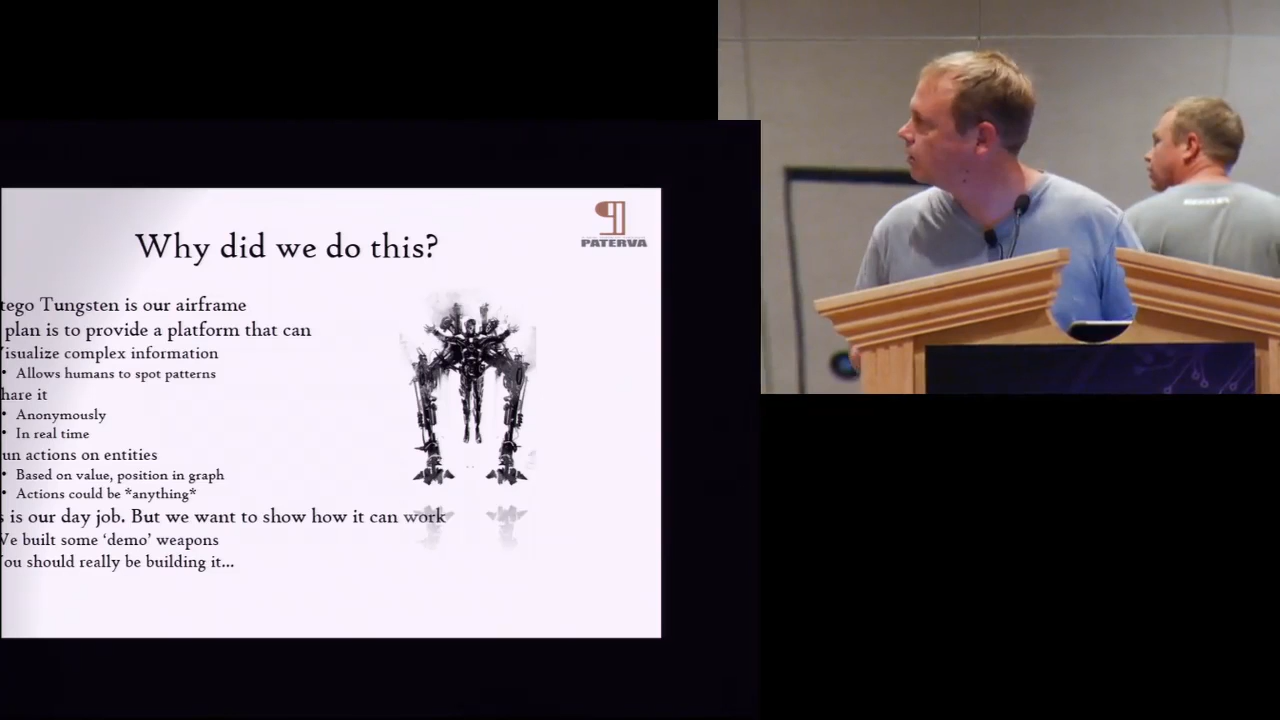 Why did we do this?
PATERVA
tego Tungsten is our airframe
plan is to provide a platform that can
isualize complex information
• Allows humans to spot patterns
hare it
• Anonymously
• In real time
un actions on entities
• Based on value, position in graph
• Actions could be *anything*
s is our day job. But we want to show how it can work
We built some ‘demo’ weapons
You should really be building it...